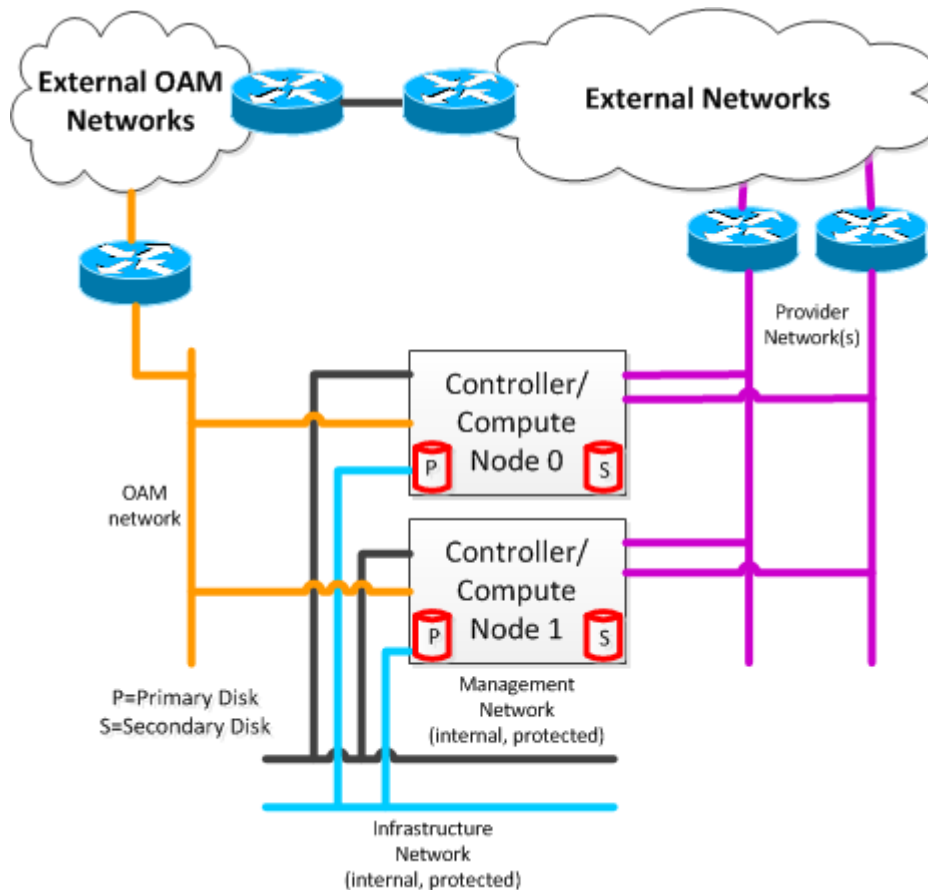 External OAM
Networks
External Networks
Provider
Network(s)
Controller/
Compute
Node 0
P
S
OAM
network
Controller/
Compute
Node 1
P
S
P=Primary Disk
S=Secondary Disk
Management
Network
(internal, protected)
Infrastructure
Network
(internal, protected)